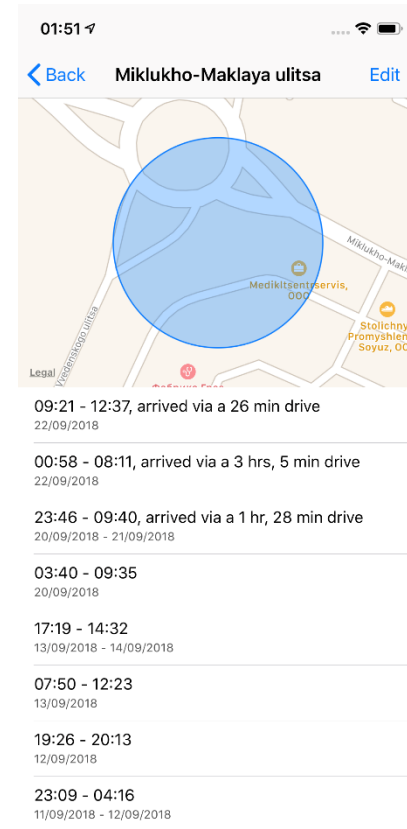 01:51
Back
Miklukho-Maklaya ulitsa
Edit
Miklukho-Makl
Medikltsentrservis,
OOO
Vvedenskogo ulitsa
Stolichny
Promyshlen
Soyuz, OO
Legal
09:21 - 12:37, arrived via a 26 min drive
22/09/2018
00:58 - 08:11, arrived via a 3 hrs, 5 min drive
22/09/2018
23:46 - 09:40, arrived via a 1 hr, 28 min drive
20/09/2018 - 21/09/2018
03:40 - 09:35
20/09/2018
17:19 - 14:32
13/09/2018 - 14/09/2018
07:50 - 12:23
13/09/2018
19:26 - 20:13
12/09/2018
23:09 - 04:16
11/09/2018 - 12/09/2018